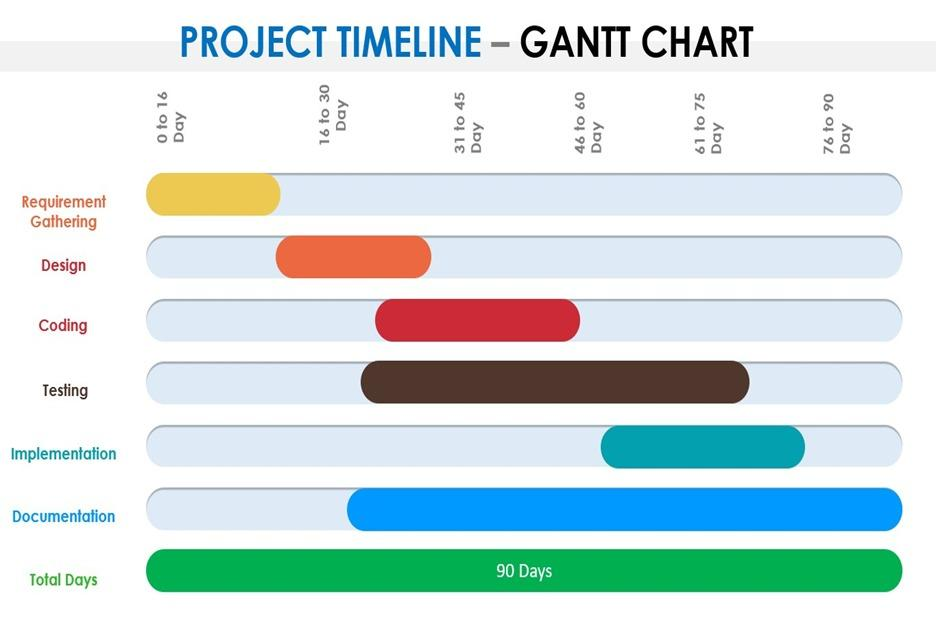 PROJECT TIMELINE – GANTT CHART
0 to 16
Day
16 to 30
Day
31 to 45
Day
46 to 60
Day
61 to 75
Day
76 to 90
Day
Requirement
Gathering
Design
Coding
Testing
Implementation
Documentation
Total Days
90 Days